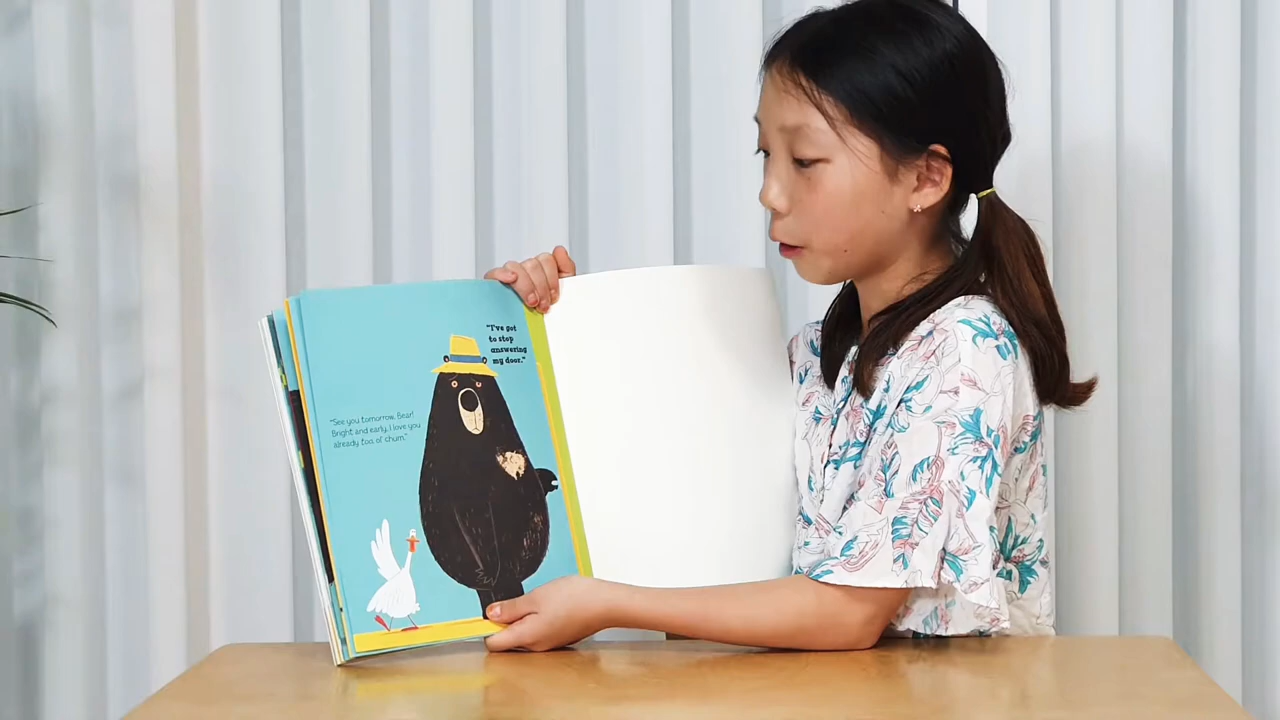 "I've got
to stop
answering
my door."
"See you tomorrow, Bear!
Bright and early. I love you
already too, ol' chum."